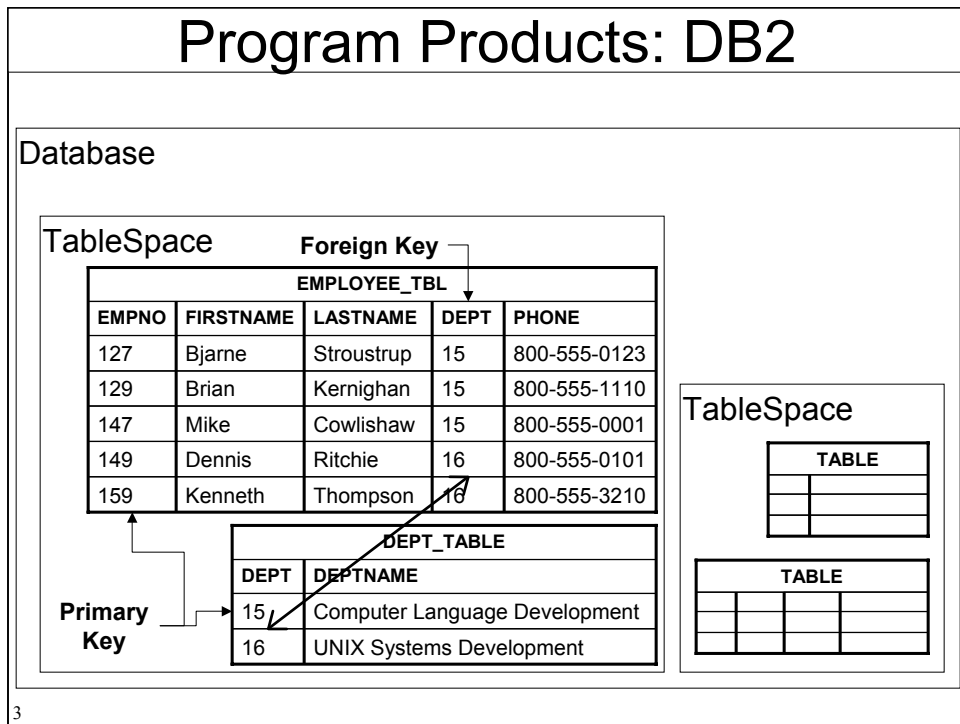 Program Products: DB2
Database
TableSpace
Foreign Key
EMPLOYEE_TBL
EMPNO FIRSTNAME LASTNAME DEPT PHONE
127 Bjarne Stroustrup 15 800-555-0123
129 Brian Kernighan 15 800-555-1110
147 Mike Cowlishaw 15 800-555-0001
149 Dennis Ritchie 16 800-555-0101
159 Kenneth Thompson 16 800-555-3210
DEPT_TABLE
DEPT DEPTNAME
15 Computer Language Development
16 UNIX Systems Development
Primary
Key
TableSpace
TABLE
TABLE
3